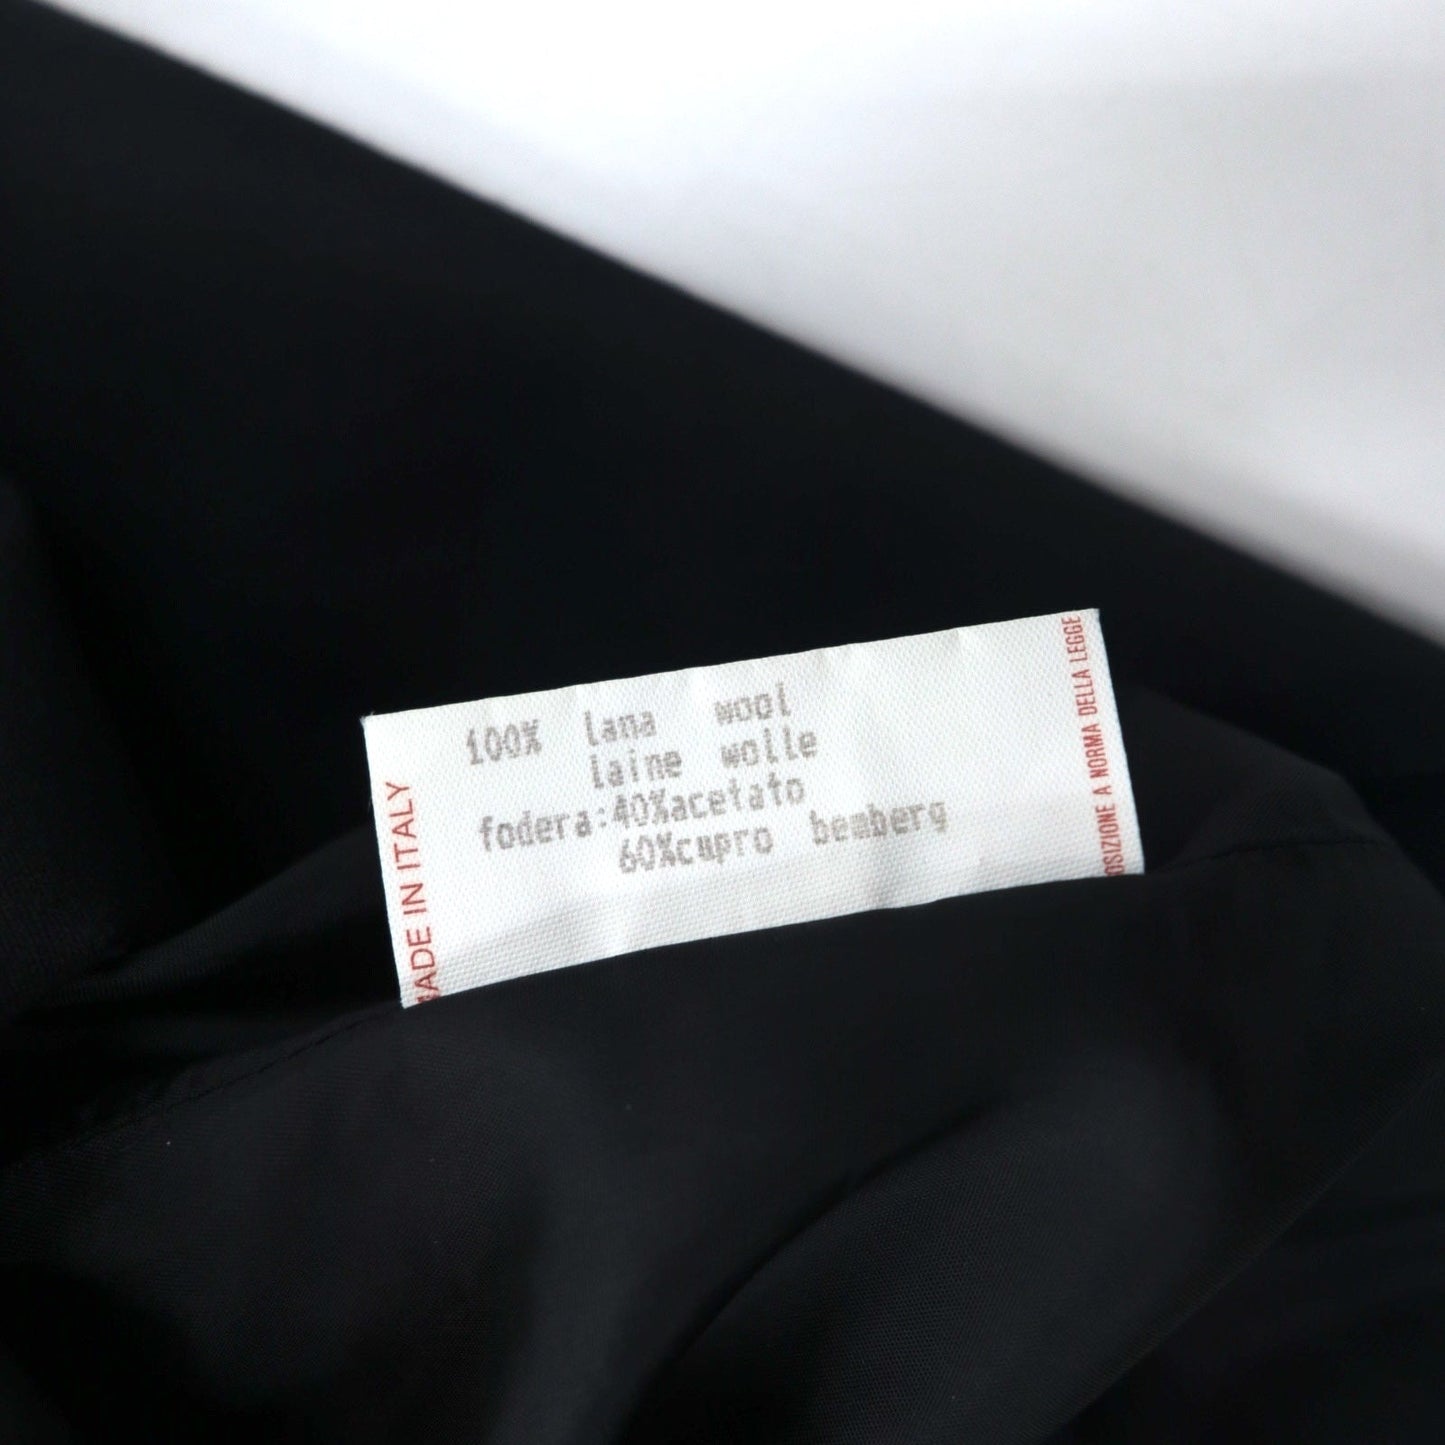 100% lana wool
laine wolle
fodera:40%acetato
60%cupro bemberg
MADE IN ITALY
OSIZIONE A NORMA DELLA LEGGE